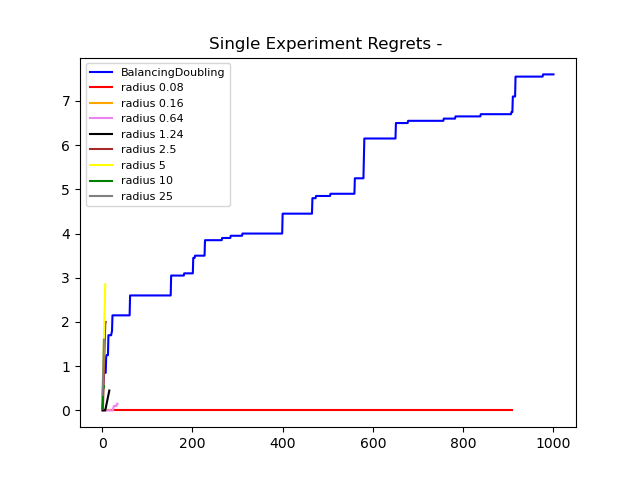 Single Experiment Regrets -
BalancingDoubling
radius 0.08
radius 0.16
radius 0.64
radius 1.24
radius 2.5
radius 5
radius 10
radius 25
7
6
5
4
3
2
1
0
0 200 400 600 800 1000